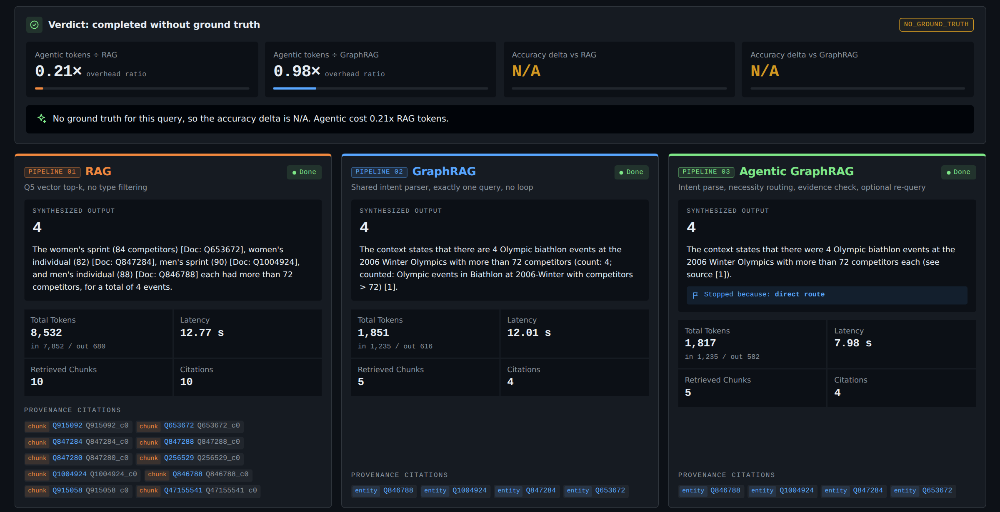 Verdict: completed without ground truth
NO_GROUND_TRUTH
Agentic tokens ÷ RAG
0.21× overhead ratio
Agentic tokens ÷ GraphRAG
0.98× overhead ratio
Accuracy delta vs RAG
N/A
Accuracy delta vs GraphRAG
N/A
No ground truth for this query, so the accuracy delta is N/A. Agentic cost 0.21x RAG tokens.
PIPELINE 01 RAG
Done
Q5 vector top-k, no type filtering
SYNTHESIZED OUTPUT
4
The women's sprint (84 competitors) [Doc: Q653672], women's
individual (82) [Doc: Q847284], men's sprint (90) [Doc: Q1004924],
and men's individual (88) [Doc: Q846788] each had more than 72
competitors, for a total of 4 events.
Total Tokens
8,532
in 7,852 / out 680
Latency
12.77 s
Retrieved Chunks
10
Citations
10
PROVENANCE CITATIONS
chunk Q915092 Q915092_c0 chunk Q653672 Q653672_c0
chunk Q847284 Q847284_c0 chunk Q847288 Q847288_c0
chunk Q847280 Q847280_c0 chunk Q256529 Q256529_c0
chunk Q1004924 Q1004924_c0 chunk Q846788 Q846788_c0
chunk Q915058 Q915058_c0 chunk Q47155541 Q47155541_c0
PIPELINE 02 GraphRAG
Done
Shared intent parser, exactly one query, no loop
SYNTHESIZED OUTPUT
4
The context states that there are 4 Olympic biathlon events at the
2006 Winter Olympics with more than 72 competitors (count: 4;
counted: Olympic events in Biathlon at 2006-Winter with competitors
> 72) [1].
Total Tokens
1,851
in 1,235 / out 616
Latency
12.01 s
Retrieved Chunks
5
Citations
4
PROVENANCE CITATIONS
entity Q846788 entity Q1004924 entity Q847284 entity Q653672
PIPELINE 03 Agentic GraphRAG
Done
Intent parse, necessity routing, evidence check, optional re-query
SYNTHESIZED OUTPUT
4
The context states that there were 4 Olympic biathlon events at the
2006 Winter Olympics with more than 72 competitors each (see
source [1]).
Stopped because: direct_route
Total Tokens
1,817
in 1,235 / out 582
Latency
7.98 s
Retrieved Chunks
5
Citations
4
PROVENANCE CITATIONS
entity Q846788 entity Q1004924 entity Q847284 entity Q653672